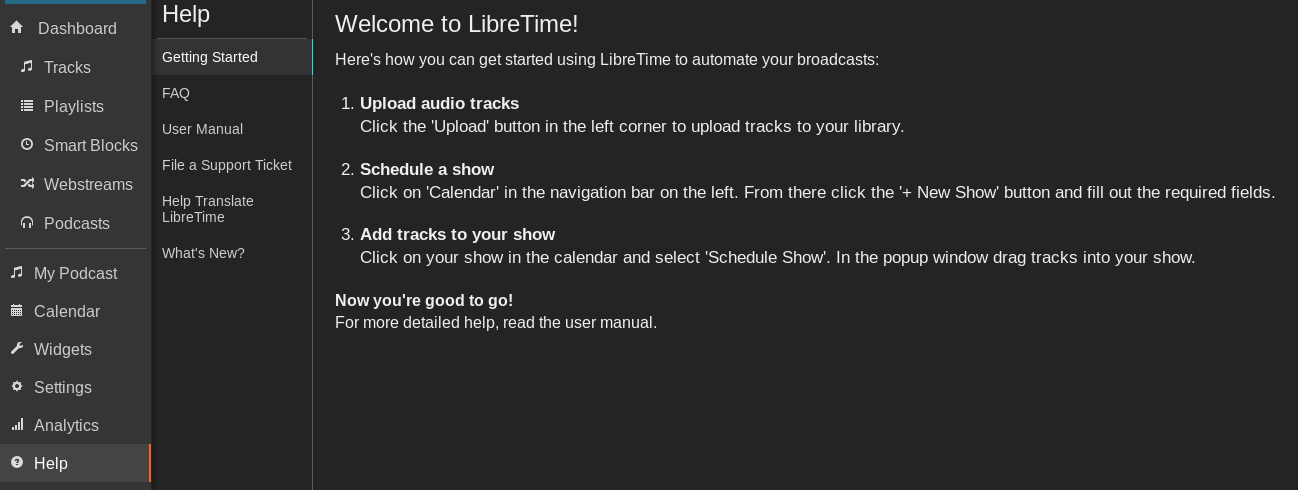 Dashboard
Tracks
Playlists
Smart Blocks
Webstreams
Podcasts
My Podcast
Calendar
Widgets
Settings
Analytics
Help
Help
Getting Started
FAQ
User Manual
File a Support Ticket
Help Translate
LibreTime
What's New?
Welcome to LibreTime!
Here's how you can get started using LibreTime to automate your broadcasts:
1. Upload audio tracks
Click the 'Upload' button in the left corner to upload tracks to your library.
2. Schedule a show
Click on 'Calendar' in the navigation bar on the left. From there click the '+ New Show' button and fill out the required fields.
3. Add tracks to your show
Click on your show in the calendar and select 'Schedule Show'. In the popup window drag tracks into your show.
Now you're good to go!
For more detailed help, read the user manual.